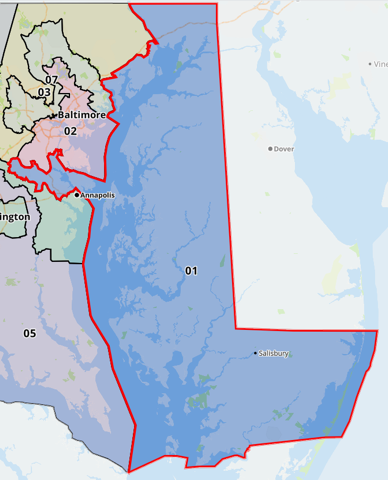 07
03
Baltimore
02
Vine
Dover
Annapolis
ington
01
05
Salisbury